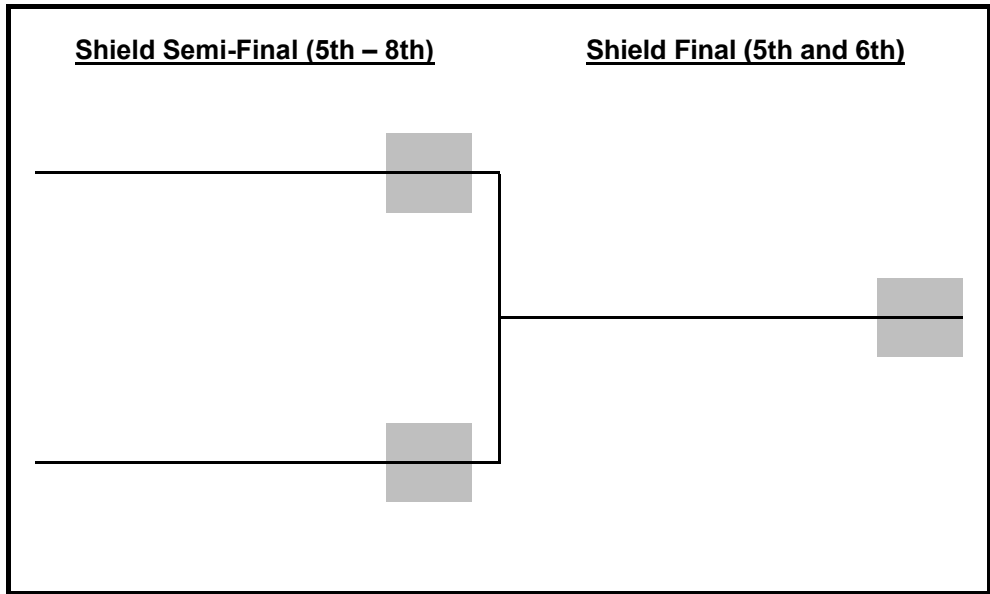 Shield Semi-Final (5th – 8th)
Shield Final (5th and 6th)